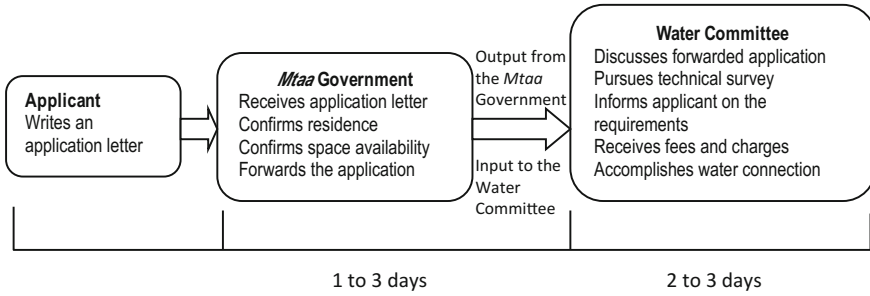 Applicant
Writes an
application letter
Mtaa Government
Receives application letter
Confirms residence
Confirms space availability
Forwards the application
Output from
the Mtaa
Government
Input to the
Water
Committee
Water Committee
Discusses forwarded application
Pursues technical survey
Informs applicant on the
requirements
Receives fees and charges
Accomplishes water connection
1 to 3 days
2 to 3 days